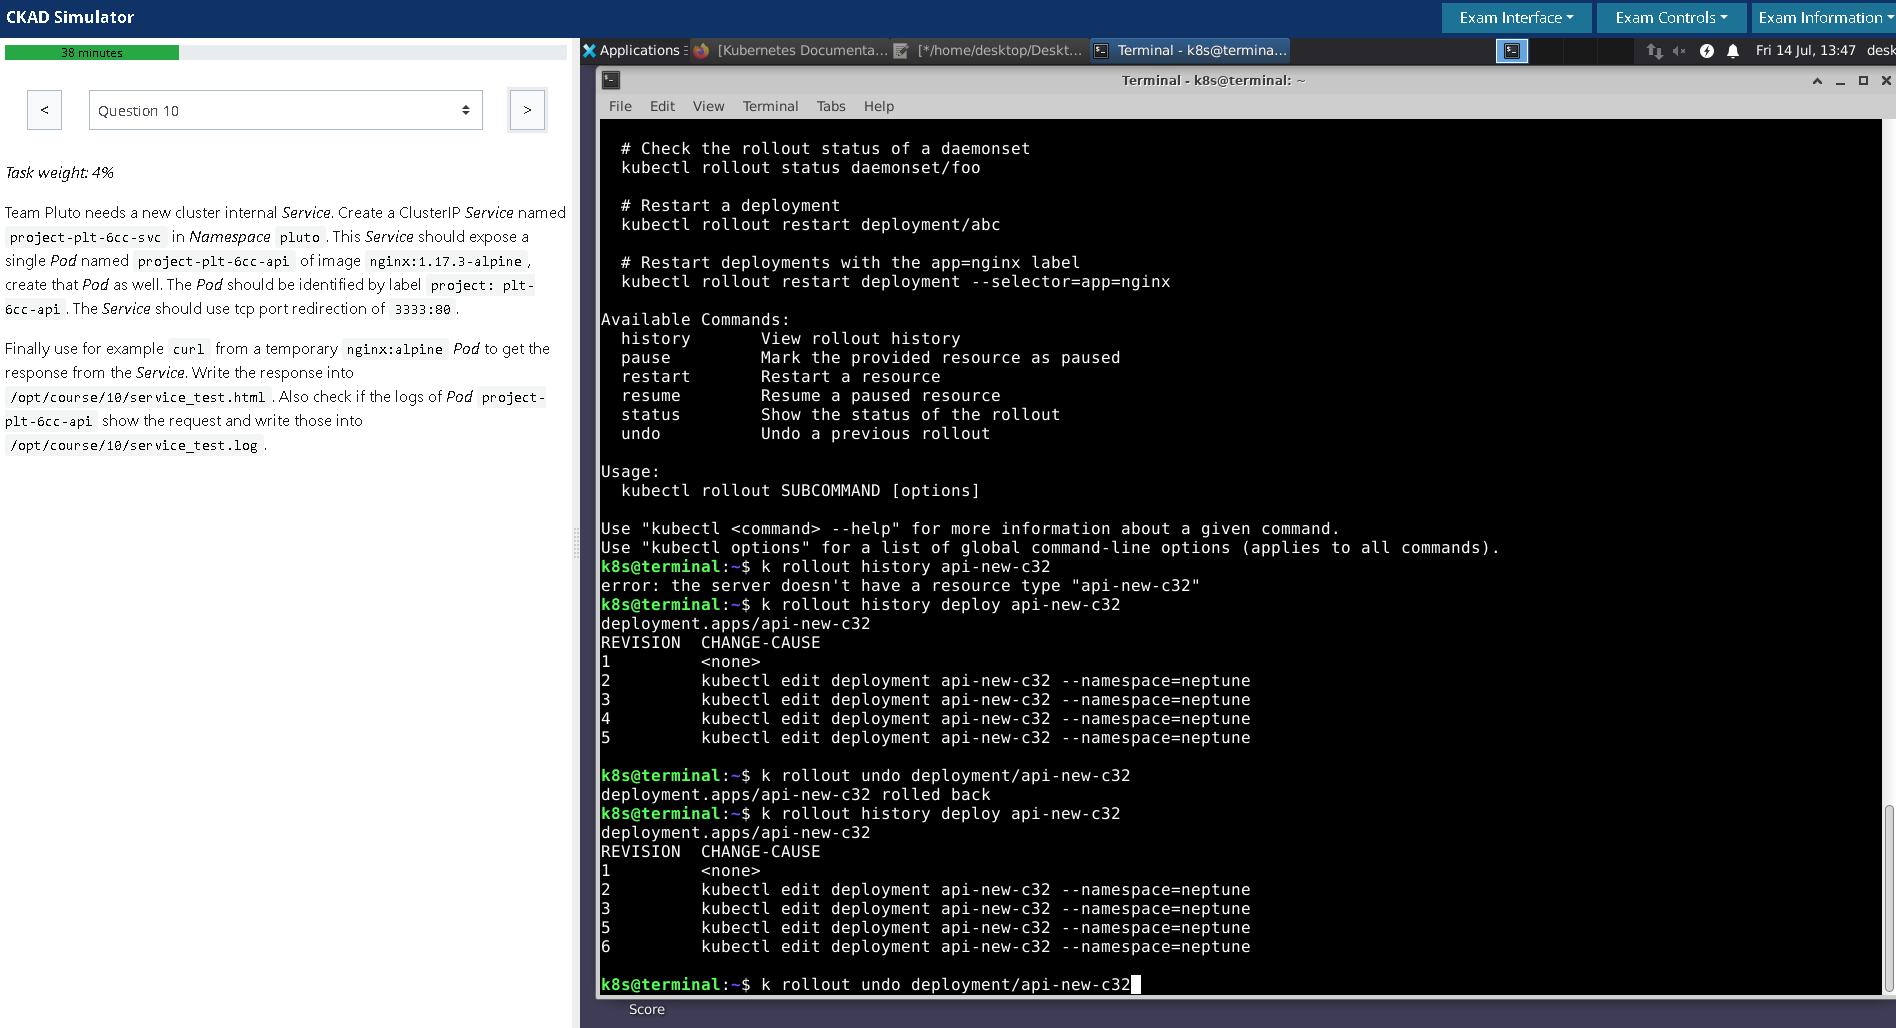 CKAD Simulator
Exam Interface
Exam Controls
Exam Information
38 minutes
<
Question 10
>
Task weight: 4%
Team Pluto needs a new cluster internal Service. Create a ClusterIP Service named
project-plt-6cc-svc in Namespace pluto. This Service should expose a
single Pod named project-plt-6cc-api of image nginx:1.17.3-alpine,
create that Pod as well. The Pod should be identified by label project: plt-
6cc-api. The Service should use tcp port redirection of 3333:80.
Finally use for example curl from a temporary nginx:alpine Pod to get the
response from the Service. Write the response into
/opt/course/10/service_test.html. Also check if the logs of Pod project-
plt-6cc-api show the request and write those into
/opt/course/10/service_test.log.
Applications
[Kubernetes Documenta...
[*/home/desktop/Deskt...
Terminal - k8s@termina...
Fri 14 Jul, 13:47
desk
Terminal - k8s@terminal: ~
File Edit View Terminal Tabs Help
# Check the rollout status of a daemonset
kubectl rollout status daemonset/foo
# Restart a deployment
kubectl rollout restart deployment/abc
# Restart deployments with the app=nginx label
kubectl rollout restart deployment --selector=app=nginx
Available Commands:
history View rollout history
pause Mark the provided resource as paused
restart Restart a resource
resume Resume a paused resource
status Show the status of the rollout
undo Undo a previous rollout
Usage:
kubectl rollout SUBCOMMAND [options]
Use "kubectl <command> --help" for more information about a given command.
Use "kubectl options" for a list of global command-line options (applies to all commands).
k8s@terminal:~$ k rollout history api-new-c32
error: the server doesn't have a resource type "api-new-c32"
k8s@terminal:~$ k rollout history deploy api-new-c32
deployment.apps/api-new-c32
REVISION CHANGE-CAUSE
1 <none>
2 kubectl edit deployment api-new-c32 --namespace=neptune
3 kubectl edit deployment api-new-c32 --namespace=neptune
4 kubectl edit deployment api-new-c32 --namespace=neptune
5 kubectl edit deployment api-new-c32 --namespace=neptune
k8s@terminal:~$ k rollout undo deployment/api-new-c32
deployment.apps/api-new-c32 rolled back
k8s@terminal:~$ k rollout history deploy api-new-c32
deployment.apps/api-new-c32
REVISION CHANGE-CAUSE
1 <none>
2 kubectl edit deployment api-new-c32 --namespace=neptune
3 kubectl edit deployment api-new-c32 --namespace=neptune
5 kubectl edit deployment api-new-c32 --namespace=neptune
6 kubectl edit deployment api-new-c32 --namespace=neptune
k8s@terminal:~$ k rollout undo deployment/api-new-c32
Score